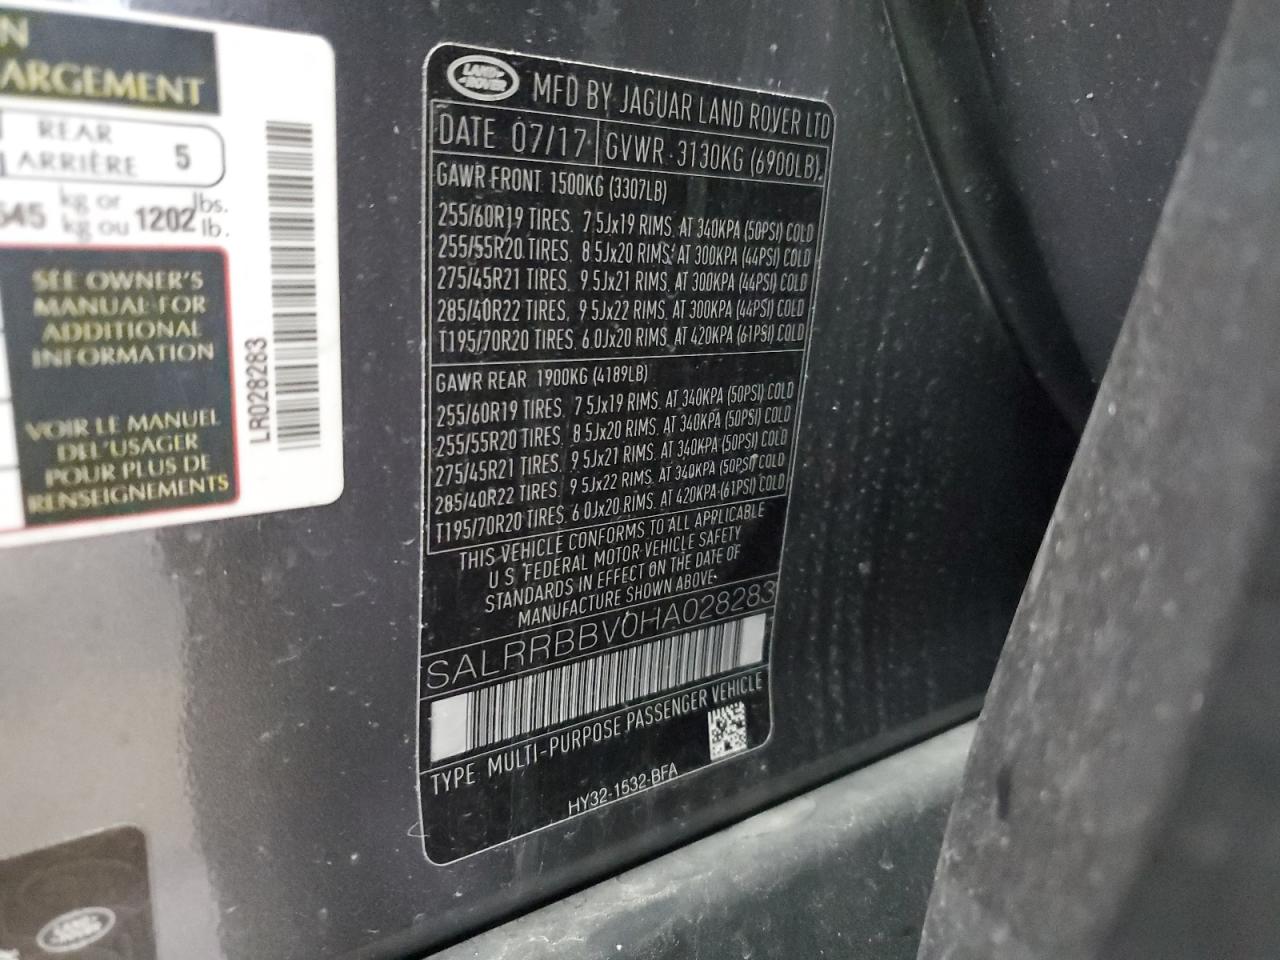 N
ARGEMENT
REAR
ARRIÈRE 5
kg or lbs.
645 kg ou 1202 lb.
SEE OWNER'S
MANUAL FOR
ADDITIONAL
INFORMATION
VOIR LE MANUEL
DE L'USAGER
POUR PLUS DE
RENSEIGNEMENTS
LR028283
LAND ROVER
MFD BY JAGUAR LAND ROVER LTD
DATE 07/17 GVWR 3130KG (6900LB).
GAWR FRONT 1500KG (3307LB)
255/60R19 TIRES. 7.5Jx19 RIMS. AT 340KPA (50PSI) COLD
255/55R20 TIRES. 8.5Jx20 RIMS. AT 300KPA (44PSI) COLD
275/45R21 TIRES. 9.5Jx21 RIMS. AT 300KPA (44PSI) COLD
285/40R22 TIRES. 9.5Jx22 RIMS. AT 300KPA (44PSI) COLD
T195/70R20 TIRES. 6.0Jx20 RIMS. AT 420KPA (61PSI) COLD
GAWR REAR 1900KG (4189LB)
255/60R19 TIRES. 7.5Jx19 RIMS. AT 340KPA (50PSI) COLD
255/55R20 TIRES. 8.5Jx20 RIMS. AT 340KPA (50PSI) COLD
275/45R21 TIRES. 9.5Jx21 RIMS. AT 340KPA (50PSI) COLD
285/40R22 TIRES. 9.5Jx22 RIMS. AT 340KPA (50PSI) COLD
T195/70R20 TIRES. 6.0Jx20 RIMS. AT 420KPA (61PSI) COLD
THIS VEHICLE CONFORMS TO ALL APPLICABLE
U.S. FEDERAL MOTOR VEHICLE SAFETY
STANDARDS IN EFFECT ON THE DATE OF
MANUFACTURE SHOWN ABOVE.
SALRRBBV0HA028283
TYPE MULTI-PURPOSE PASSENGER VEHICLE
HY32-1532-BFA
LAND ROVER